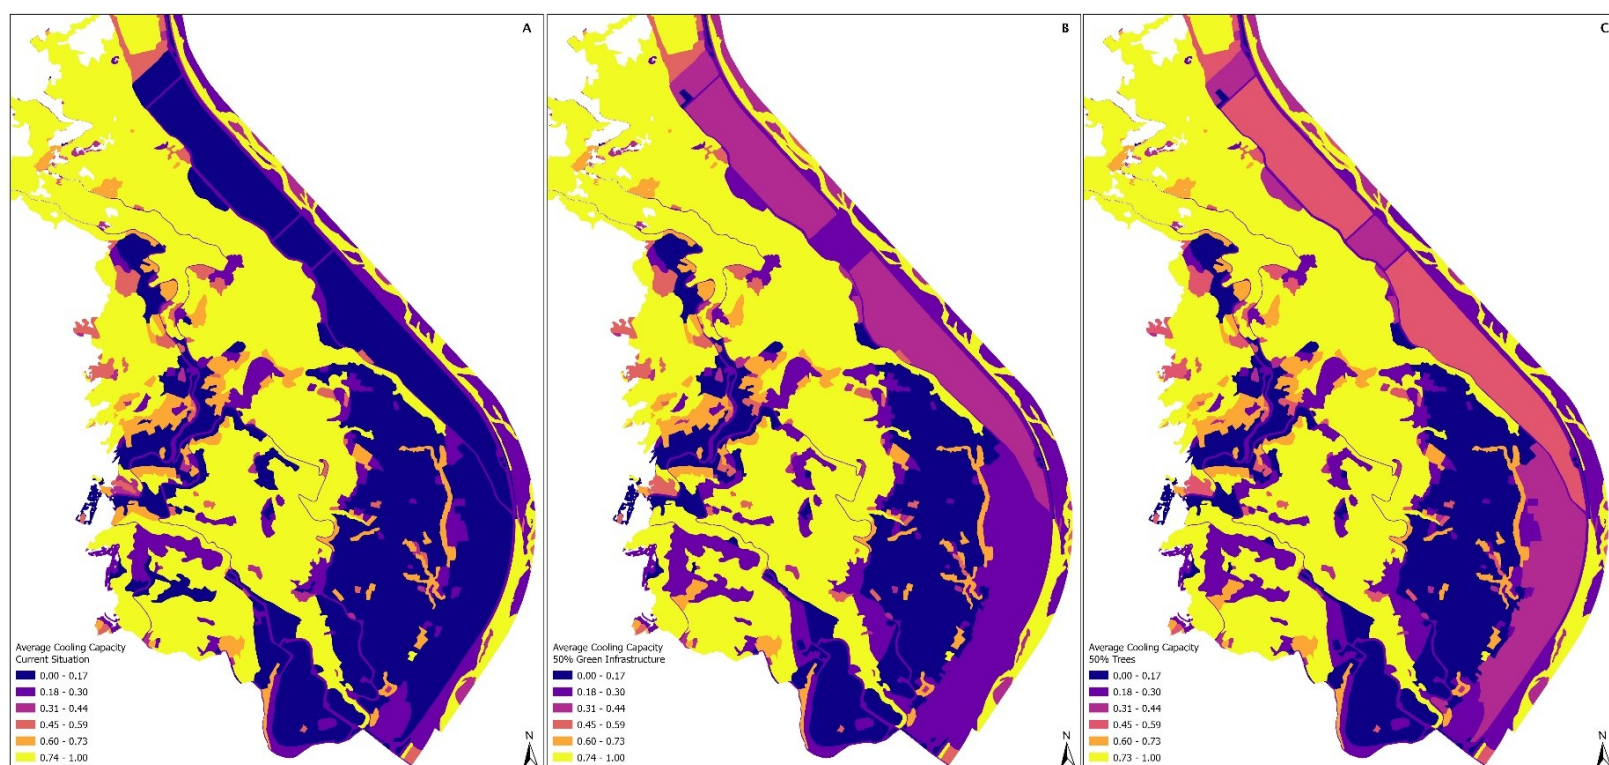 A
Average Cooling Capacity
Current Situation
0.00 - 0.17
0.18 - 0.30
0.31 - 0.44
0.45 - 0.59
0.60 - 0.73
0.74 - 1.00
N
B
Average Cooling Capacity
50% Green Infrastructure
0.00 - 0.17
0.18 - 0.30
0.31 - 0.44
0.45 - 0.59
0.60 - 0.73
0.74 - 1.00
N
C
Average Cooling Capacity
50% Trees
0.00 - 0.17
0.18 - 0.30
0.31 - 0.44
0.45 - 0.59
0.60 - 0.73
0.73 - 1.00
N